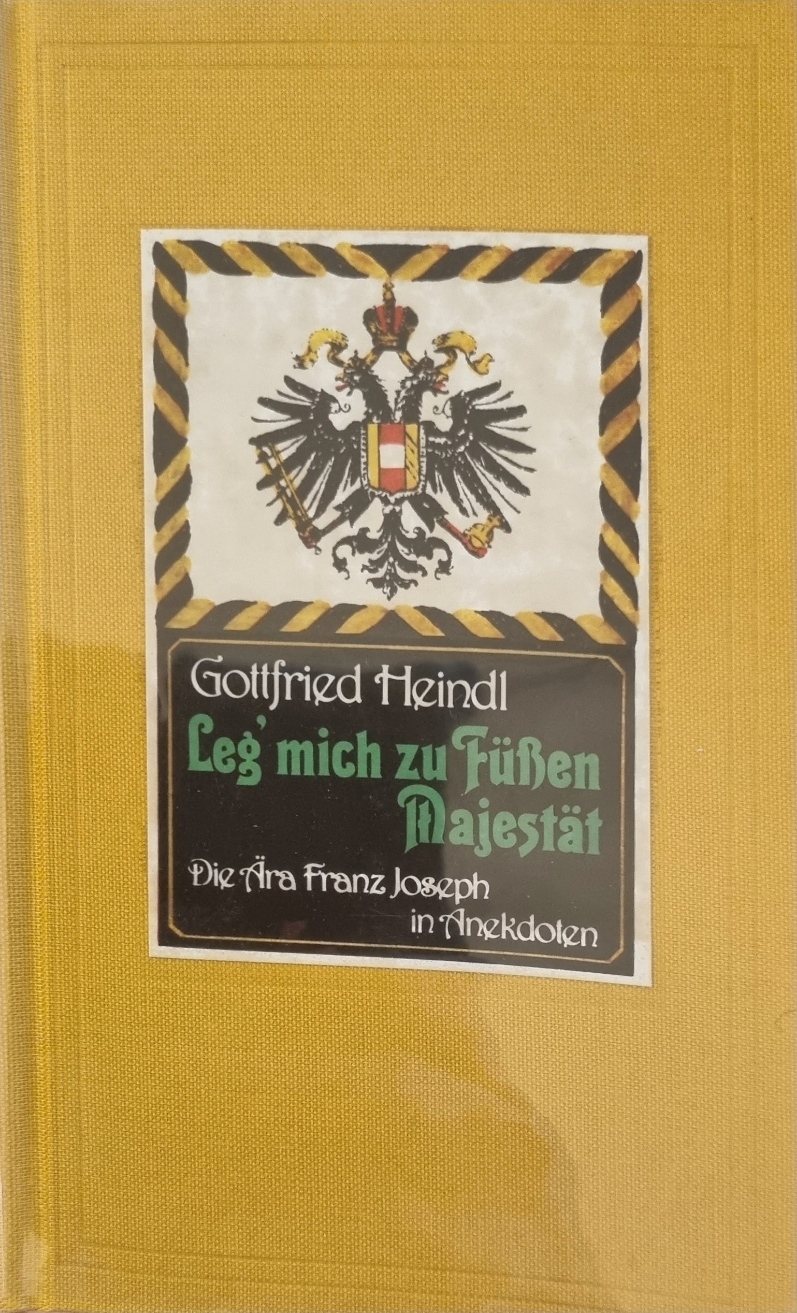 Gottfried Heindl
Leg' mich zu Füßen
Majestät
Die Ära Franz Joseph
in Anekdoten